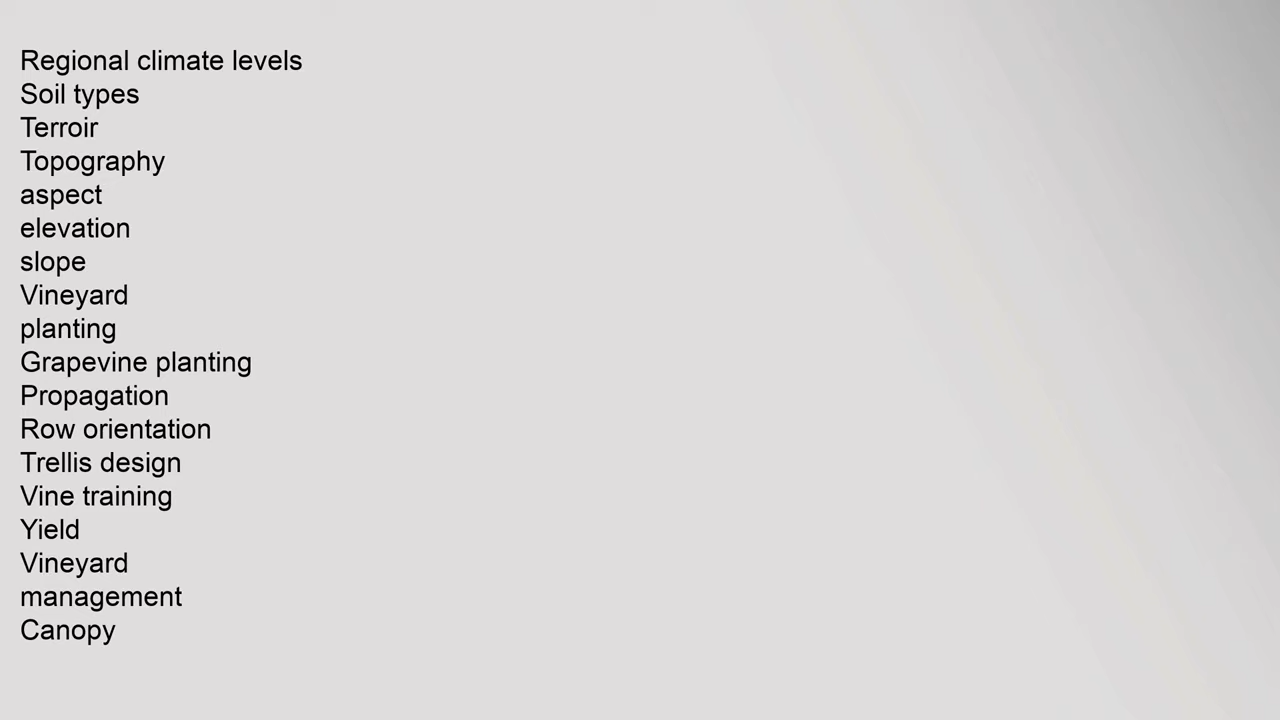 Regional climate levels
Soil types
Terroir
Topography
aspect
elevation
slope
Vineyard
planting
Grapevine planting
Propagation
Row orientation
Trellis design
Vine training
Yield
Vineyard
management
Canopy